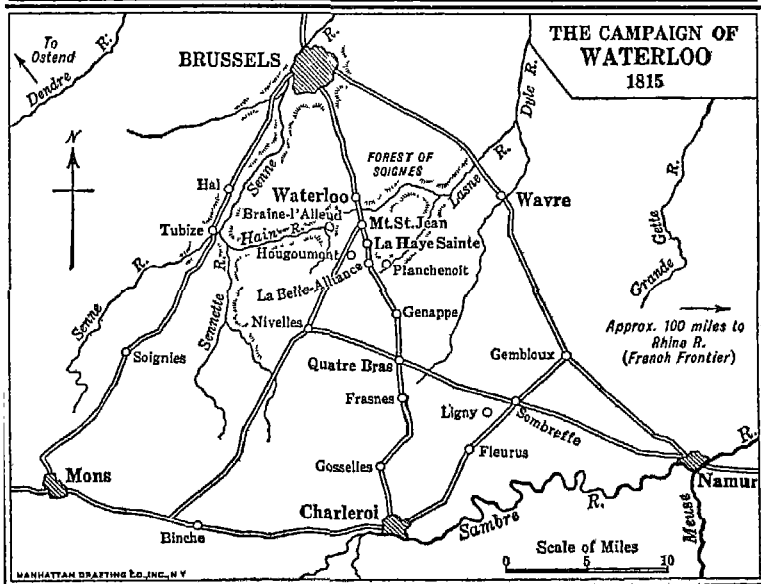 THE CAMPAIGN OF
WATERLOO
1815
To
Ostend
Dendre R.
BRUSSELS
R.
N
Dyle R.
FOREST OF
SOIGNES
Lasne R.
Hal
Senne
Waterloo
Wavre
Braine-l'Alleud
Mt. St. Jean
Tubize
Hain R.
La Haye Sainte
Hougoumont
Planchenoit
La Belle-Alliance
Grande Gette R.
Senne R.
Sennette R.
Nivelles
Genappe
Approx. 100 miles to
Rhine R.
(French Frontier)
Soignies
Quatre Bras
Gembloux
Frasnes
Ligny
Sombreffe
Gosselles
Fleurus
Mons
Namur
R.
Charleroi
Sambre R.
Meuse
Binche
Scale of Miles
0 5 10
MANHATTAN DRAFTING CO., INC., N Y